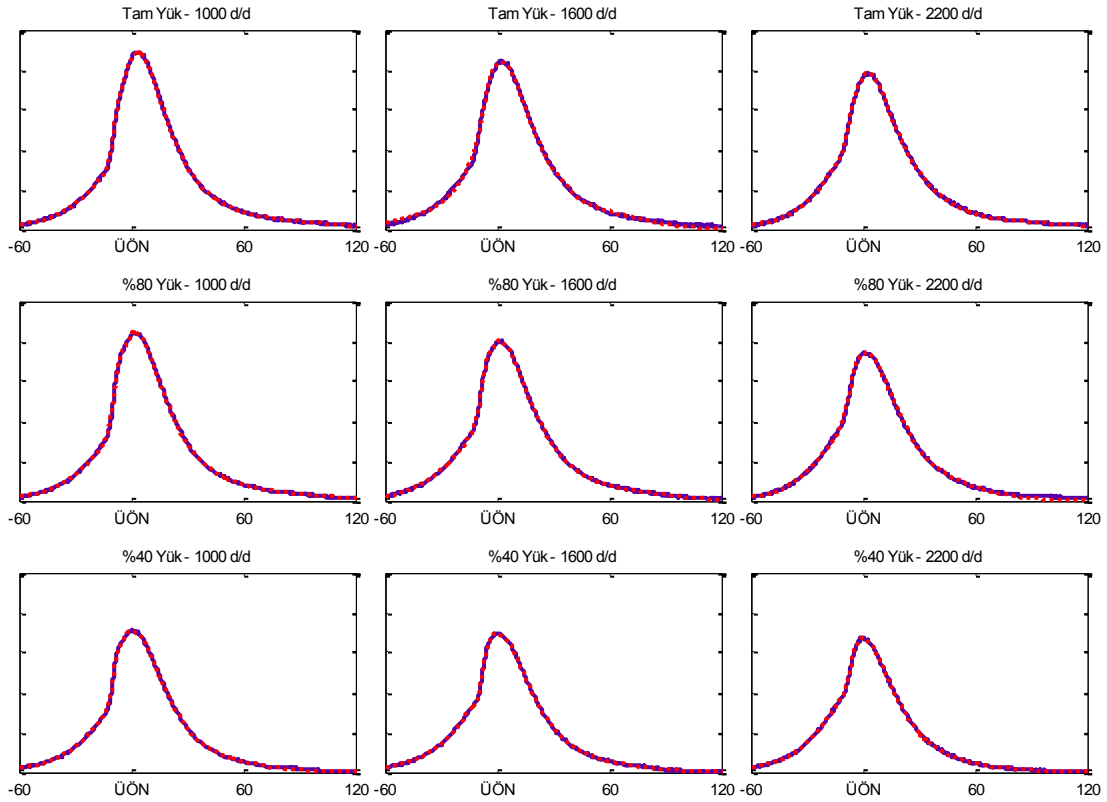 Tam Yük - 1000 d/d
Tam Yük - 1600 d/d
Tam Yük - 2200 d/d
-60 ÜÖN 60 120
-60 ÜÖN 60 120
-60 ÜÖN 60 120
%80 Yük - 1000 d/d
%80 Yük - 1600 d/d
%80 Yük - 2200 d/d
-60 ÜÖN 60 120
-60 ÜÖN 60 120
-60 ÜÖN 60 120
%40 Yük - 1000 d/d
%40 Yük - 1600 d/d
%40 Yük - 2200 d/d
-60 ÜÖN 60 120
-60 ÜÖN 60 120
-60 ÜÖN 60 120